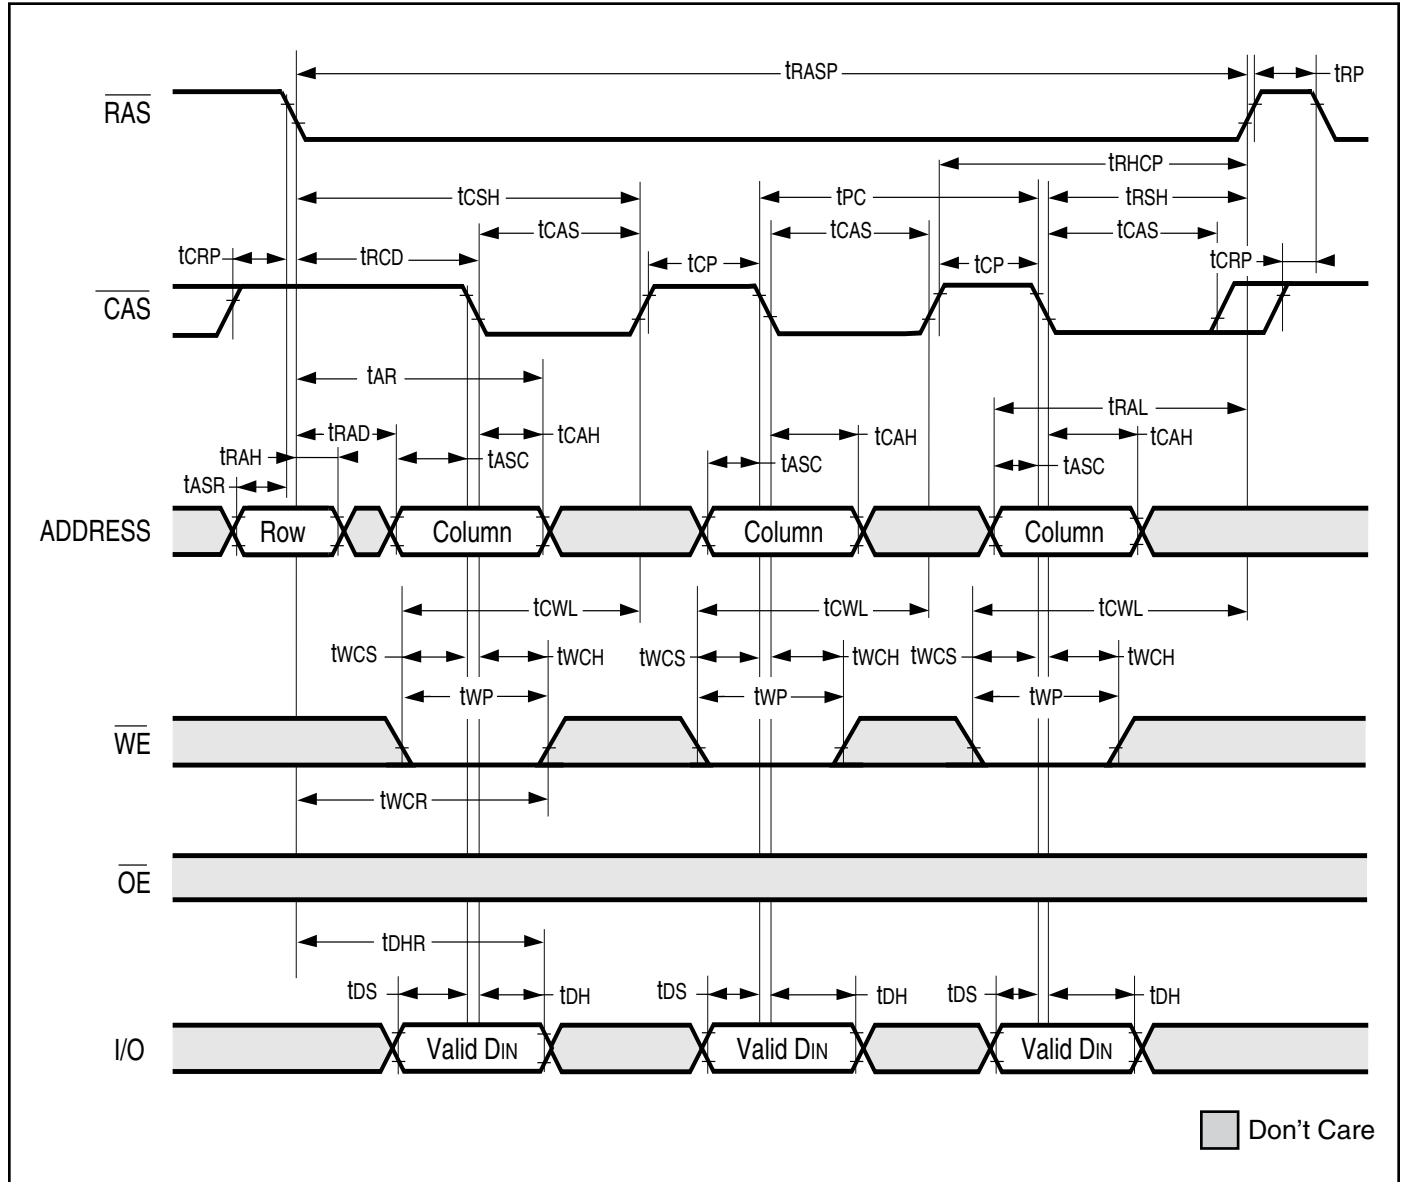 tRASP tRP
RAS
tRHCP
tCSH tPC tRSH
tCAS tCAS tCAS
tCRP tRCD tCP tCP tCRP
CAS
tAR
tRAL
tRAD tCAH tCAH tCAH
tRAH tASC tASC tASC
tASR
ADDRESS Row Column Column Column
tCWL tCWL tCWL
tWCS tWCH tWCS tWCH tWCS tWCH
tWP tWP tWP
WE
tWCR
OE
tDHR
tDS tDH tDS tDH tDS tDH
I/O Valid DIN Valid DIN Valid DIN
Don't Care